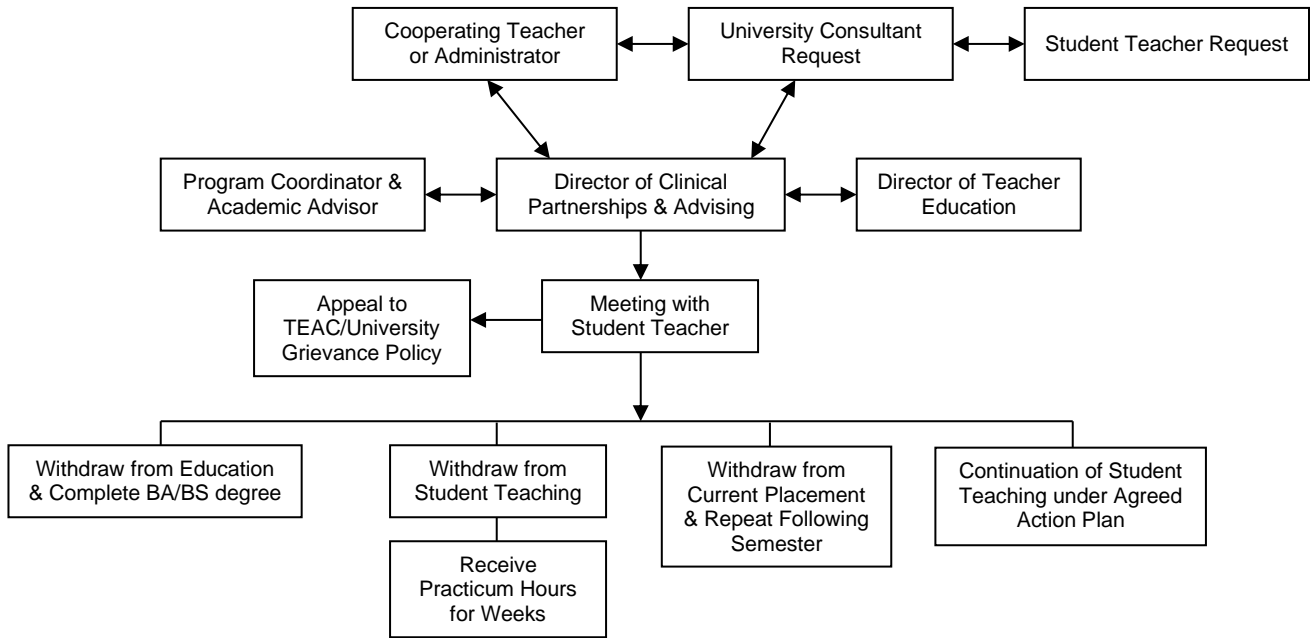 Cooperating Teacher
or Administrator
University Consultant
Request
Student Teacher Request
Program Coordinator &
Academic Advisor
Director of Clinical
Partnerships & Advising
Director of Teacher
Education
Appeal to
TEAC/University
Grievance Policy
Meeting with
Student Teacher
Withdraw from Education
& Complete BA/BS degree
Withdraw from
Student Teaching
Withdraw from
Current Placement
& Repeat Following
Semester
Continuation of Student
Teaching under Agreed
Action Plan
Receive
Practicum Hours
for Weeks